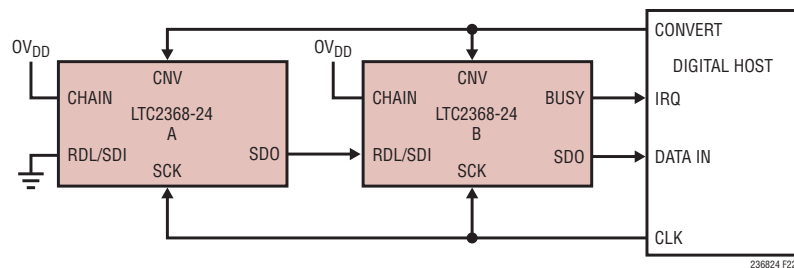 CONVERT
OVDD
OVDD
CNV
CNV
DIGITAL HOST
CHAIN
LTC2368-24
A
CHAIN
LTC2368-24
B
BUSY
IRQ
RDL/SDI
SDO
RDL/SDI
SDO
DATA IN
SCK
SCK
CLK
236824 F22